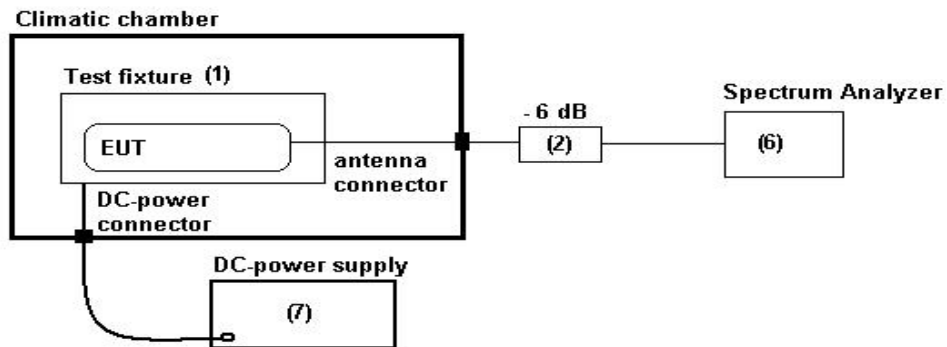 Climatic chamber
Test fixture (1)
EUT
antenna
connector
DC-power
connector
- 6 dB
(2)
Spectrum Analyzer
(6)
DC-power supply
(7)